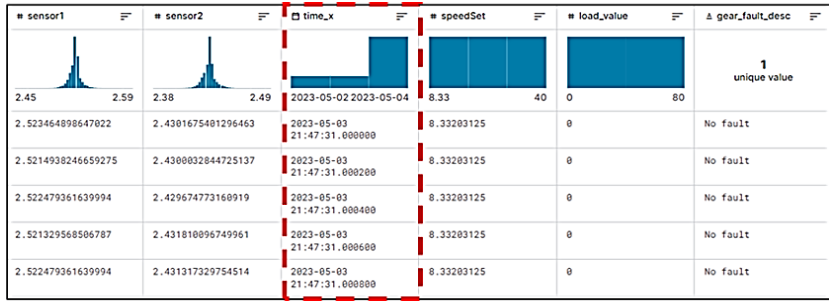 # sensor1 # sensor2 time_x # speedSet # load_value gear_fault_desc
1
unique value
2.45 2.59 2.38 2.49 2023-05-02 2023-05-04 8.33 40 0 80
2.523464898647022 2.4301675401296463 2023-05-03 8.33203125 0 No fault
21:47:31.000000
2.5214938246659275 2.4300032844725137 2023-05-03 8.33203125 0 No fault
21:47:31.000200
2.522479361639994 2.429674773160919 2023-05-03 8.33203125 0 No fault
21:47:31.000400
2.521329568506787 2.431810096749961 2023-05-03 8.33203125 0 No fault
21:47:31.000600
2.522479361639994 2.431317329754514 2023-05-03 8.33203125 0 No fault
21:47:31.000800